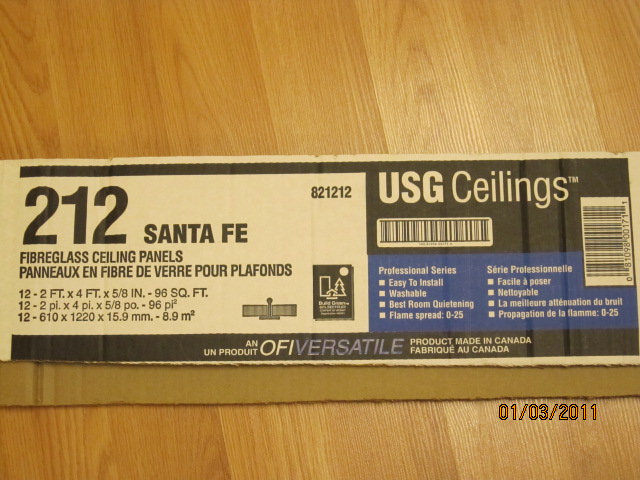 212 SANTA FE
821212
FIBREGLASS CEILING PANELS
PANNEAUX EN FIBRE DE VERRE POUR PLAFONDS
12 - 2 FT. x 4 FT. x 5/8 IN. - 96 SQ. FT.
12 - 2 pi. x 4 pi. x 5/8 po. - 96 pi²
12 - 610 x 1220 x 15.9 mm. - 8.9 m²
Build Green™
USG Ceilings™
Professional Series
Easy To Install
Washable
Best Room Quietening
Flame spread: 0-25
Série Professionnelle
Facile à poser
Nettoyable
La meilleure atténuation du bruit
Propagation de la flamme: 0-25
AN
UN PRODUIT OFI VERSATILE
PRODUCT MADE IN CANADA
FABRIQUÉ AU CANADA
01/03/2011